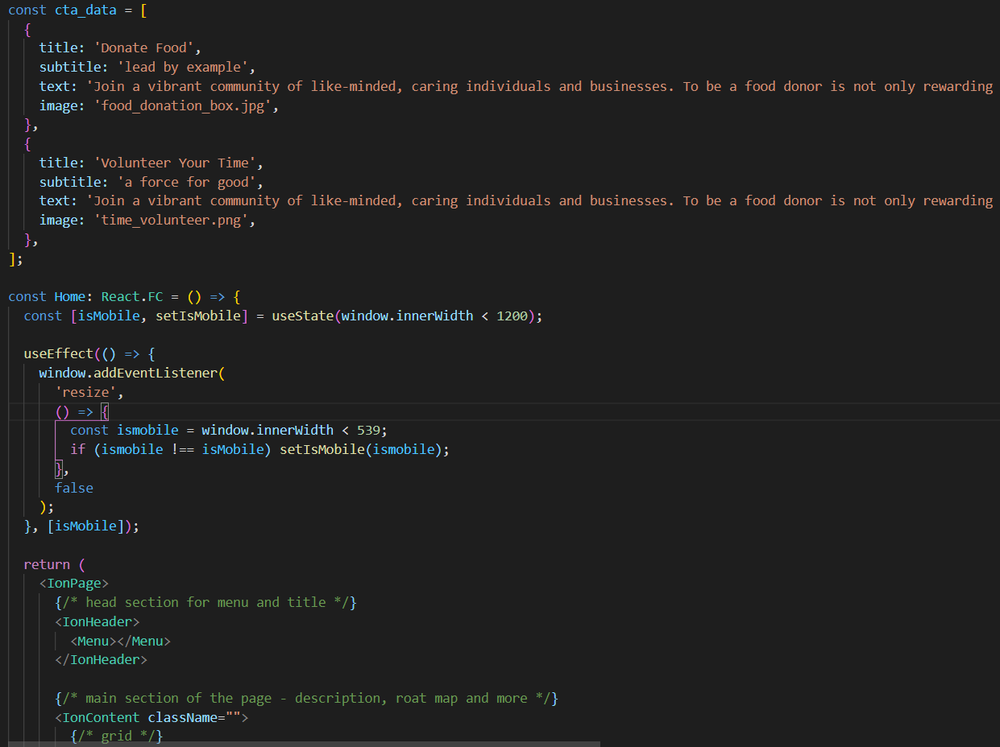 const cta_data = [
  {
    title: 'Donate Food',
    subtitle: 'lead by example',
    text: 'Join a vibrant community of like-minded, caring individuals and businesses. To be a food donor is not only rewarding
    image: 'food_donation_box.jpg',
  },
  {
    title: 'Volunteer Your Time',
    subtitle: 'a force for good',
    text: 'Join a vibrant community of like-minded, caring individuals and businesses. To be a food donor is not only rewarding
    image: 'time_volunteer.png',
  },
];

const Home: React.FC = () => {
  const [isMobile, setIsMobile] = useState(window.innerWidth < 1200);

  useEffect(() => {
    window.addEventListener(
      'resize',
      () => {
        const ismobile = window.innerWidth < 539;
        if (ismobile !== isMobile) setIsMobile(ismobile);
      },
      false
    );
  }, [isMobile]);

  return (
    <IonPage>
      {/* head section for menu and title */}
      <IonHeader>
        <Menu></Menu>
      </IonHeader>

      {/* main section of the page - description, roat map and more */}
      <IonContent className="">
        {/* grid */}